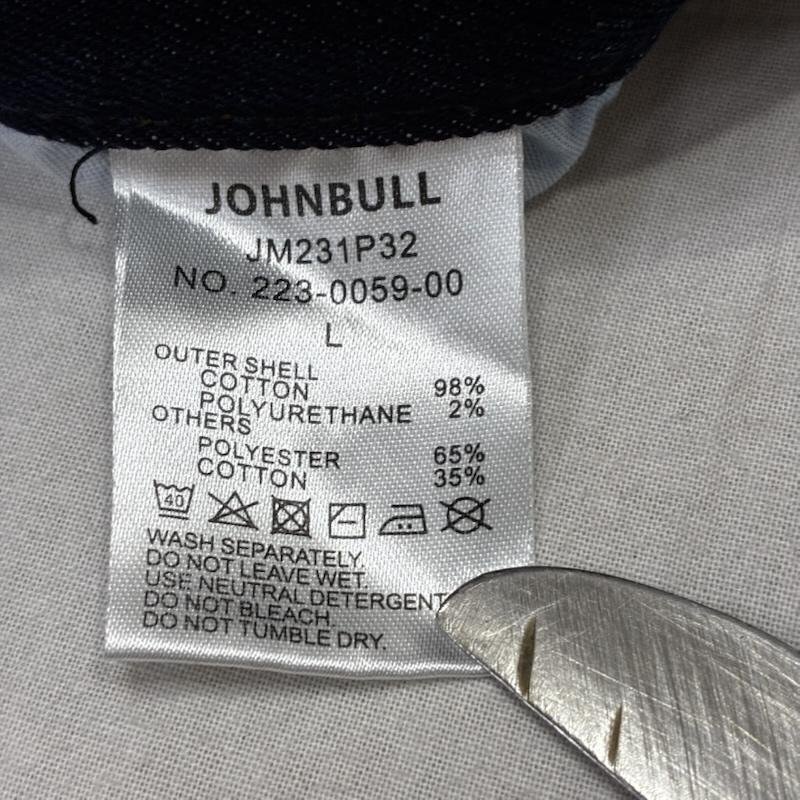 JOHNBULL
JM231P32
NO. 223-0059-00
L
OUTER SHELL
COTTON 98%
POLYURETHANE 2%
OTHERS
POLYESTER 65%
COTTON 35%
40
WASH SEPARATELY.
DO NOT LEAVE WET.
USE NEUTRAL DETERGENT
DO NOT BLEACH.
DO NOT TUMBLE DRY.